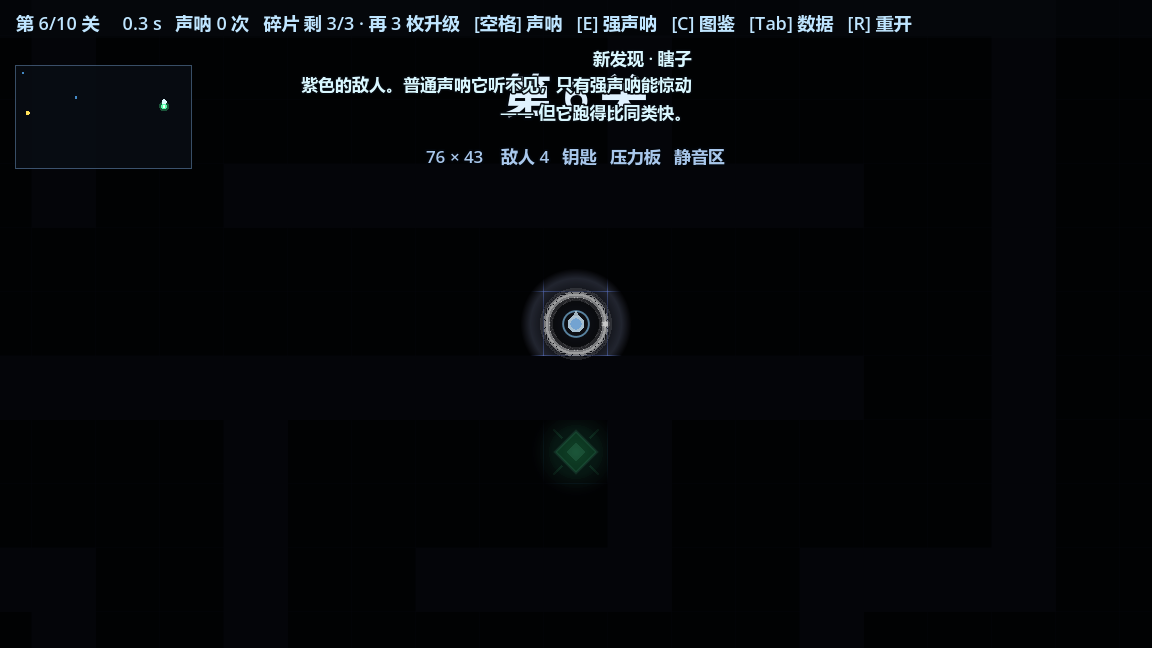 第 6/10 关 0.3 s 声呐 0 次 碎片 剩 3/3 · 再 3 枚升级 [空格] 声呐 [E] 强声呐 [C] 图鉴 [Tab] 数据 [R] 重开
新发现 · 瞎子
紫色的敌人。普通声呐它听不见，只有强声呐能惊动
——但它跑得比同类快。
第 6 关
76 × 43 敌人 4 钥匙 压力板 静音区